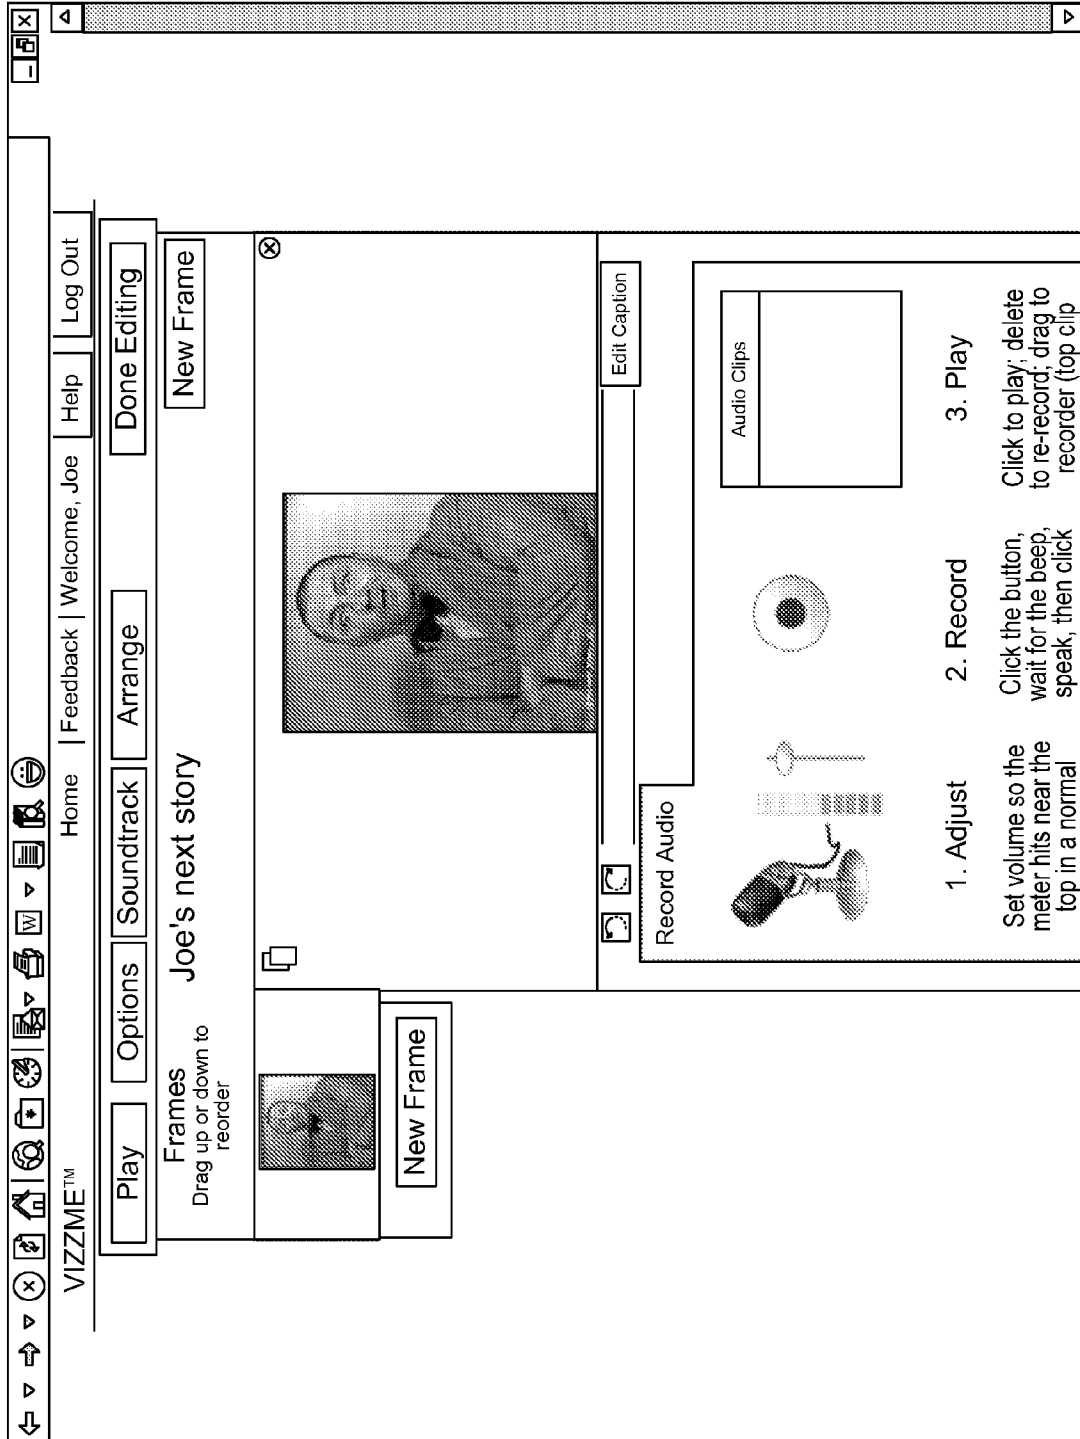 W
VIZZME™
Home | Feedback | Welcome, Joe Help Log Out
Play Options Soundtrack Arrange Done Editing
Frames
Drag up or down to
reorder
Joe's next story
New Frame
New Frame
Edit Caption
Record Audio
Audio Clips
1. Adjust
Set volume so the
meter hits near the
top in a normal
2. Record
Click the button,
wait for the beep,
speak, then click
3. Play
Click to play; delete
to re-record; drag to
recorder (top clip